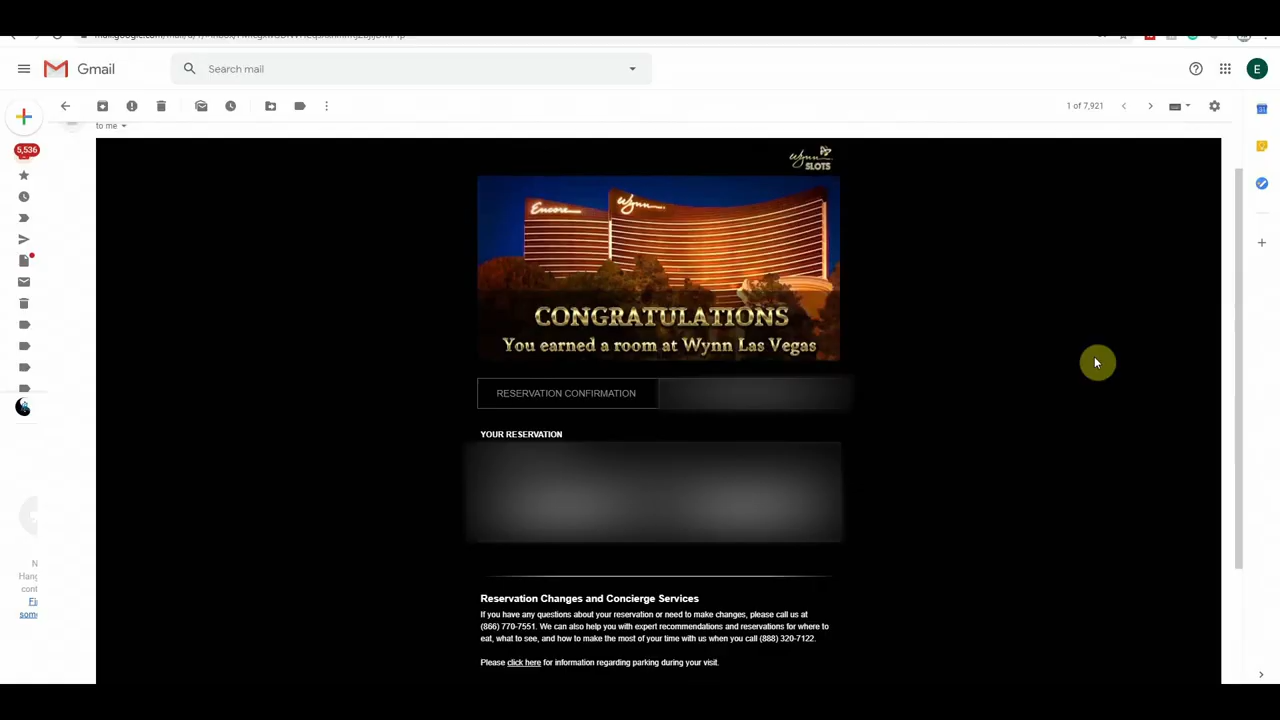 Gmail
Search mail
E
1 of 7,921
to me
5,536
Wynn
SLOTS
Encore
Wynn
CONGRATULATIONS
You earned a room at Wynn Las Vegas
RESERVATION CONFIRMATION
YOUR RESERVATION
Reservation Changes and Concierge Services
If you have any questions about your reservation or need to make changes, please call us at
(866) 770-7551. We can also help you with expert recommendations and reservations for where to
eat, what to see, and how to make the most of your time with us when you call (888) 320-7122.
Please click here for information regarding parking during your visit.
N
Hang
cont
Fi
some